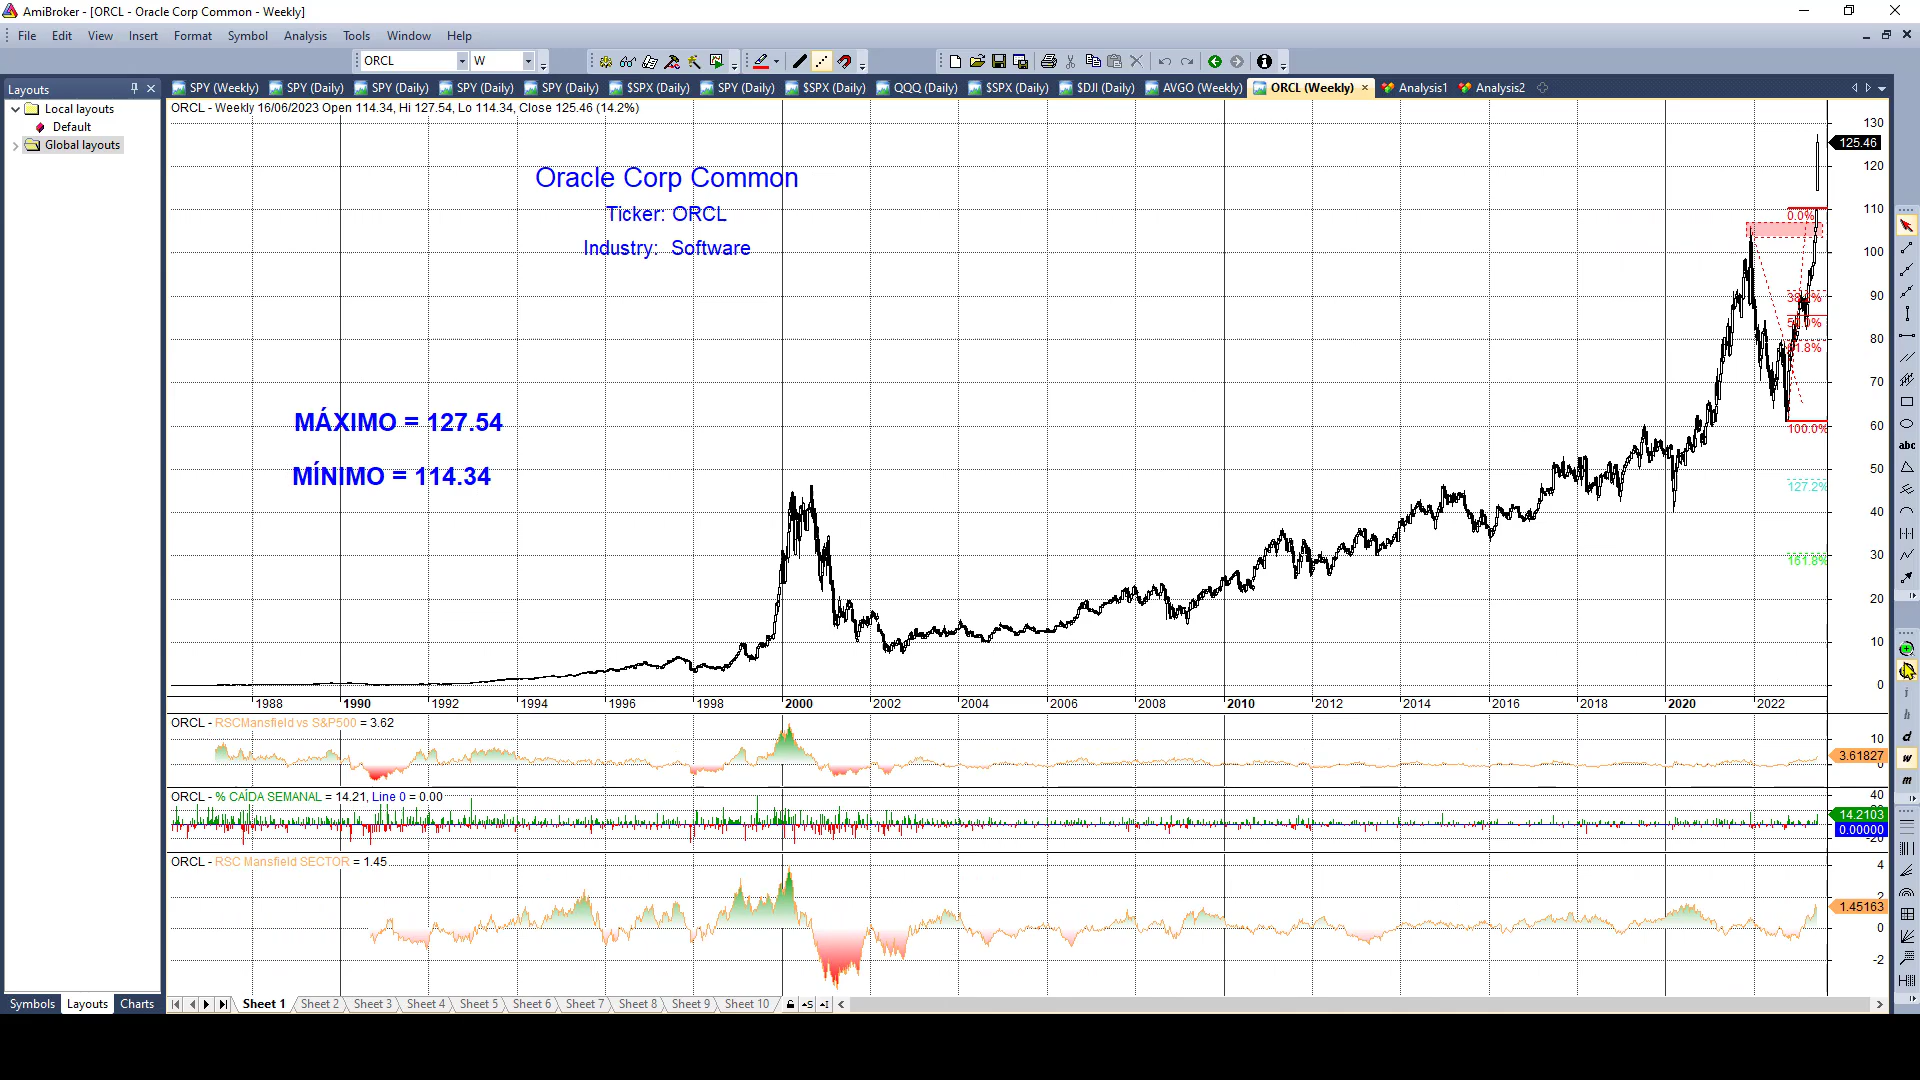 AmiBroker - [ORCL - Oracle Corp Common - Weekly]
File Edit View Insert Format Symbol Analysis Tools Window Help
ORCL W
Layouts
Local layouts
Default
Global layouts
SPY (Weekly) SPY (Daily) SPY (Daily) SPY (Daily) SPY (Daily) $SPX (Daily) SPY (Daily) $SPX (Daily) QQQ (Daily) $SPX (Daily) $DJI (Daily) AVGO (Weekly) ORCL (Weekly) Analysis1 Analysis2
ORCL - Weekly 16/06/2023 Open 114.34, Hi 127.54, Lo 114.34, Close 125.46 (14.2%)
Oracle Corp Common
Ticker: ORCL
Industry: Software
MÁXIMO = 127.54
MÍNIMO = 114.34
130
125.46
120
110
100
90
80
70
60
50
40
30
20
10
0
0.0%
61.8%
100.0%
127.2%
161.8%
1988 1990 1992 1994 1996 1998 2000 2002 2004 2006 2008 2010 2012 2014 2016 2018 2020 2022
ORCL - RSCMansfield vs S&P500 = 3.62
10
3.61827
0
ORCL - % CAÍDA SEMANAL = 14.21, Line 0 = 0.00
40
14.2103
0.00000
-20
ORCL - RSC Mansfield SECTOR = 1.45
4
2
1.45163
0
-2
abc
i
h
d
w
m
Symbols Layouts Charts
Sheet 1 Sheet 2 Sheet 3 Sheet 4 Sheet 5 Sheet 6 Sheet 7 Sheet 8 Sheet 9 Sheet 10